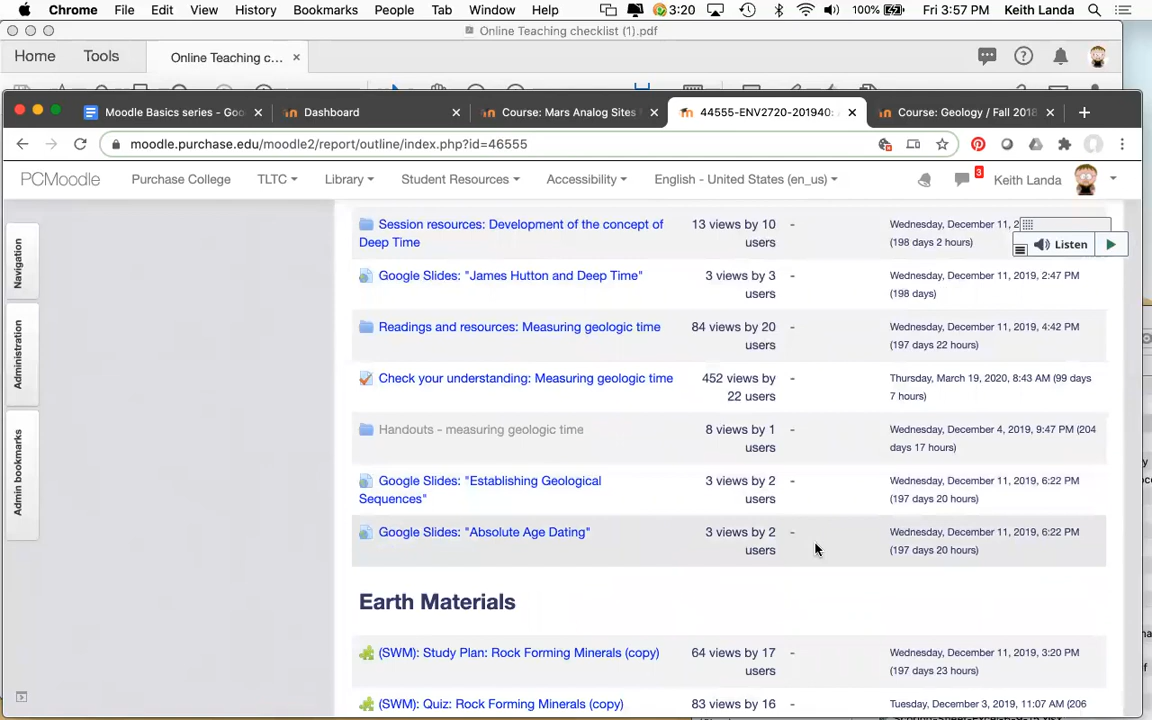 Chrome File Edit View History Bookmarks People Tab Window Help 3:20 100% Fri 3:57 PM Keith Landa
Online Teaching checklist (1).pdf
Home Tools Online Teaching c... ×
Moodle Basics series - Goo × Dashboard × Course: Mars Analog Sites × 44555-ENV2720-201940: × Course: Geology / Fall 2018 × +
moodle.purchase.edu/moodle2/report/outline/index.php?id=46555
PCMoodle Purchase College TLTC Library Student Resources Accessibility English - United States (en_us) 3 Keith Landa
Navigation
Administration
Admin bookmarks
Listen
Session resources: Development of the concept of 13 views by 10 - Wednesday, December 11, 2
Deep Time users (198 days 2 hours)
Google Slides: "James Hutton and Deep Time" 3 views by 3 - Wednesday, December 11, 2019, 2:47 PM
users (198 days)
Readings and resources: Measuring geologic time 84 views by 20 - Wednesday, December 11, 2019, 4:42 PM
users (197 days 22 hours)
Check your understanding: Measuring geologic time 452 views by - Thursday, March 19, 2020, 8:43 AM (99 days
22 users 7 hours)
Handouts - measuring geologic time 8 views by 1 - Wednesday, December 4, 2019, 9:47 PM (204
users days 17 hours)
Google Slides: "Establishing Geological 3 views by 2 - Wednesday, December 11, 2019, 6:22 PM
Sequences" users (197 days 20 hours)
Google Slides: "Absolute Age Dating" 3 views by 2 - Wednesday, December 11, 2019, 6:22 PM
users (197 days 20 hours)
Earth Materials
(SWM): Study Plan: Rock Forming Minerals (copy) 64 views by 17 - Wednesday, December 11, 2019, 3:20 PM
users (197 days 23 hours)
(SWM): Quiz: Rock Forming Minerals (copy) 83 views by 16 - Tuesday, December 3, 2019, 11:07 AM (206